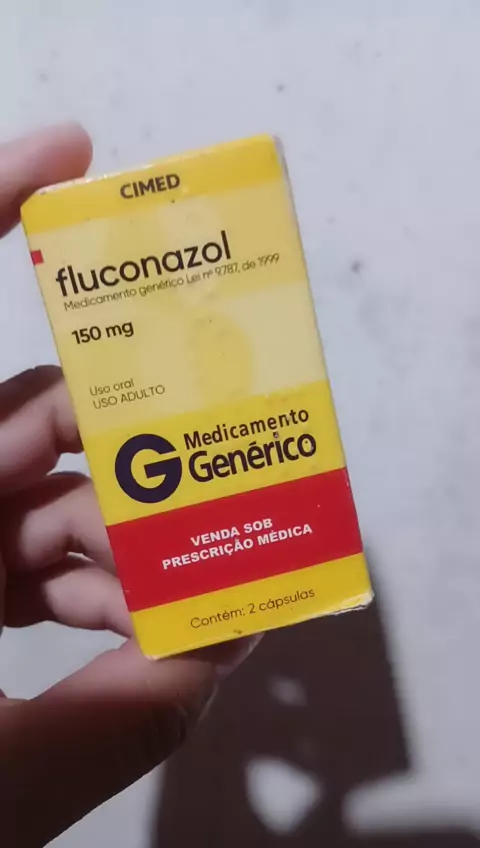 CIMED
fluconazol
Medicamento genérico Lei nº 9.787, de 1999
150 mg
Uso oral
USO ADULTO
G Medicamento
Genérico
VENDA SOB
PRESCRIÇÃO MÉDICA
Contém: 2 cápsulas